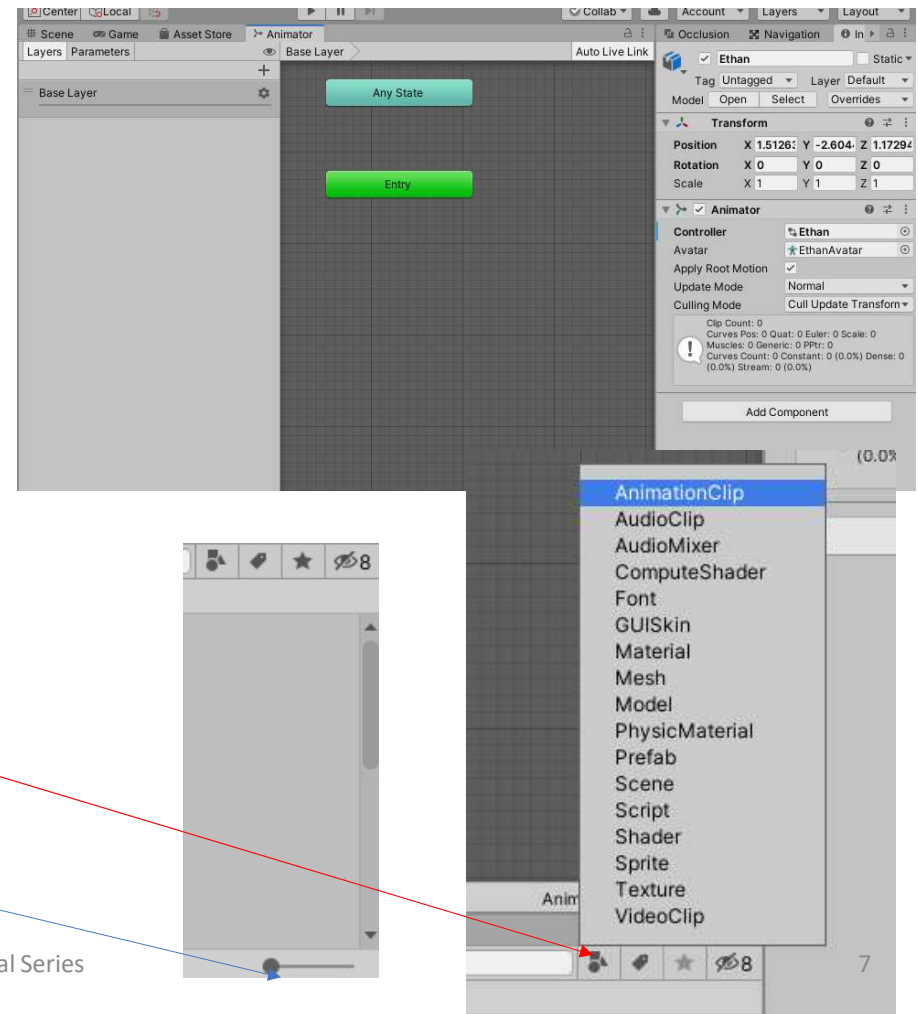 Center Local Collab Account Layers Layout
Scene Game Asset Store Animator
Layers Parameters Base Layer Auto Live Link
Base Layer
Any State
Entry
Occlusion Navigation In
Ethan Static
Tag Untagged Layer Default
Model Open Select Overrides
Transform
Position X 1.5126 Y -2.604 Z 1.17294
Rotation X 0 Y 0 Z 0
Scale X 1 Y 1 Z 1
Animator
Controller Ethan
Avatar EthanAvatar
Apply Root Motion
Update Mode Normal
Culling Mode Cull Update Transform
Clip Count: 0
Curves Pos: 0 Quat: 0 Euler: 0 Scale: 0
Muscles: 0 Generic: 0 PPtr: 0
Curves Count: 0 Constant: 0 (0.0%) Dense: 0
(0.0%) Stream: 0 (0.0%)
Add Component
(0.0%
AnimationClip
AudioClip
AudioMixer
ComputeShader
Font
GUISkin
Material
Mesh
Model
PhysicMaterial
Prefab
Scene
Script
Shader
Sprite
Texture
VideoClip
Anim
8
8
al Series
7